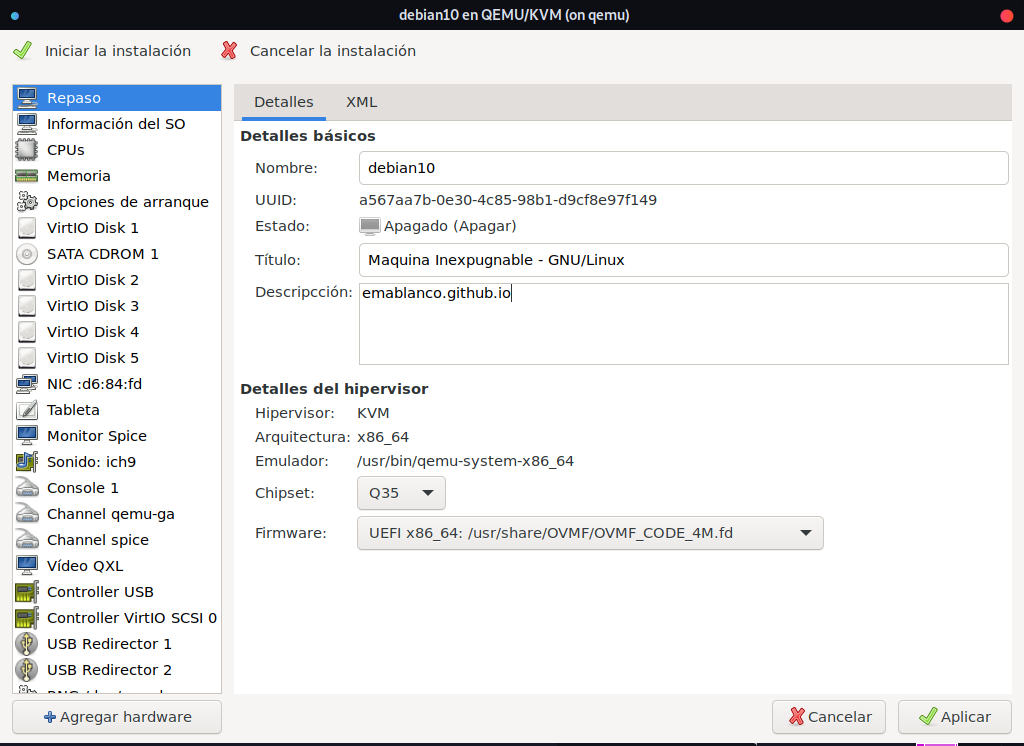 debian10 en QEMU/KVM (on qemu)
Iniciar la instalación
Cancelar la instalación
Repaso
Información del SO
CPUs
Memoria
Opciones de arranque
VirtIO Disk 1
SATA CDROM 1
VirtIO Disk 2
VirtIO Disk 3
VirtIO Disk 4
VirtIO Disk 5
NIC :d6:84:fd
Tableta
Monitor Spice
Sonido: ich9
Console 1
Channel qemu-ga
Channel spice
Vídeo QXL
Controller USB
Controller VirtIO SCSI 0
USB Redirector 1
USB Redirector 2
Agregar hardware
Detalles XML
Detalles básicos
Nombre: debian10
UUID: a567aa7b-0e30-4c85-98b1-d9cf8e97f149
Estado: Apagado (Apagar)
Título: Maquina Inexpugnable - GNU/Linux
Descripcción: emablanco.github.io
Detalles del hipervisor
Hipervisor: KVM
Arquitectura: x86_64
Emulador: /usr/bin/qemu-system-x86_64
Chipset: Q35
Firmware: UEFI x86_64: /usr/share/OVMF/OVMF_CODE_4M.fd
Cancelar Aplicar